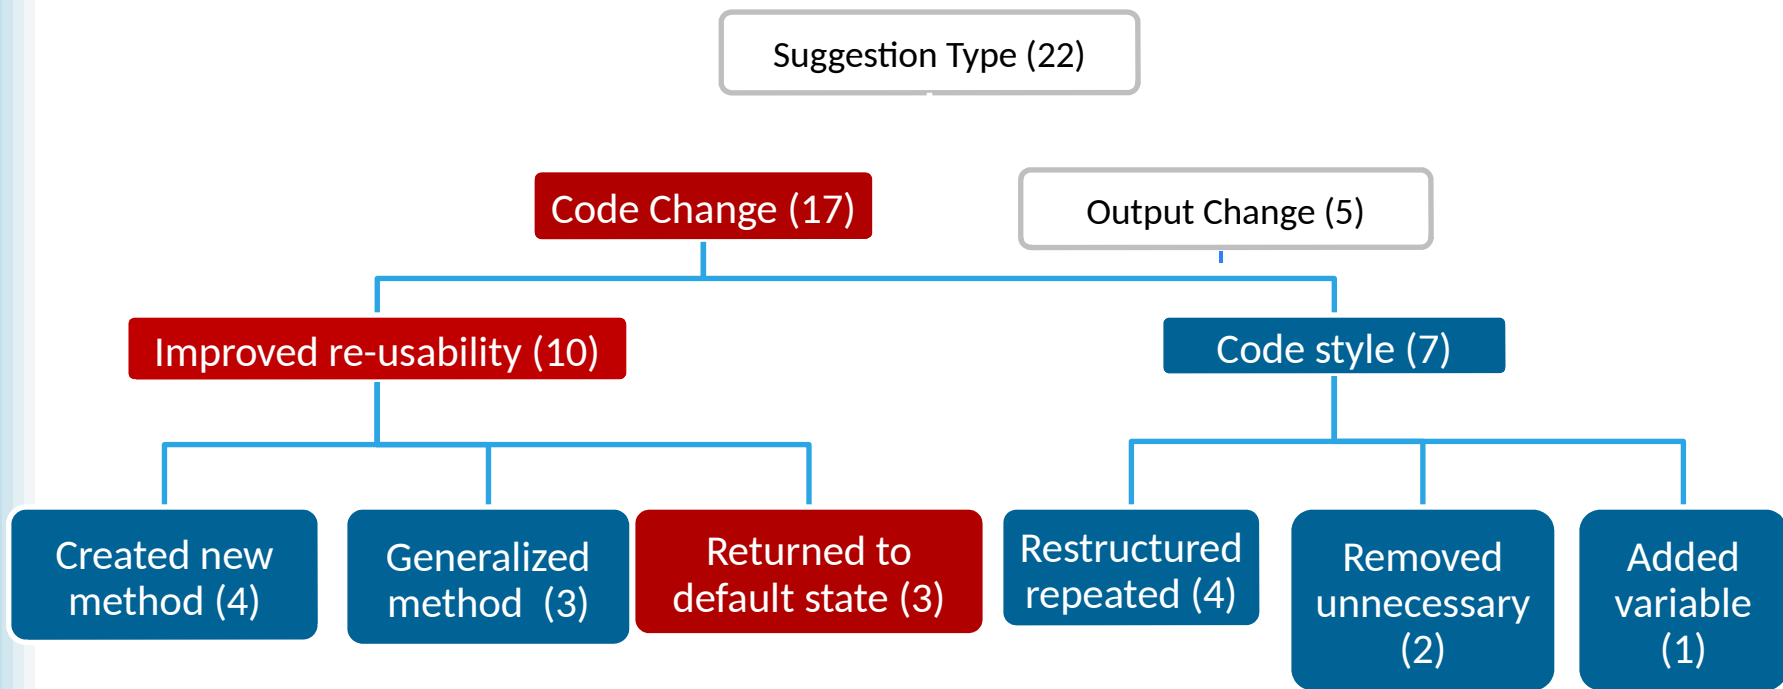 Suggestion Type (22)
Code Change (17)
Output Change (5)
Improved re-usability (10)
Code style (7)
Created new
method (4)
Generalized
method  (3)
Returned to
default state (3)
Restructured
repeated (4)
Removed
unnecessary
(2)
Added
variable
(1)